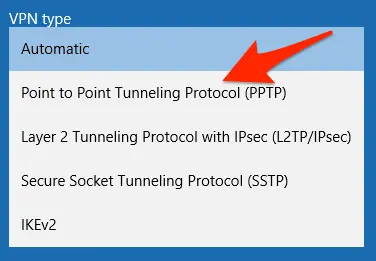 VPN type
Automatic
Point to Point Tunneling Protocol (PPTP)
Layer 2 Tunneling Protocol with IPsec (L2TP/IPsec)
Secure Socket Tunneling Protocol (SSTP)
IKEv2